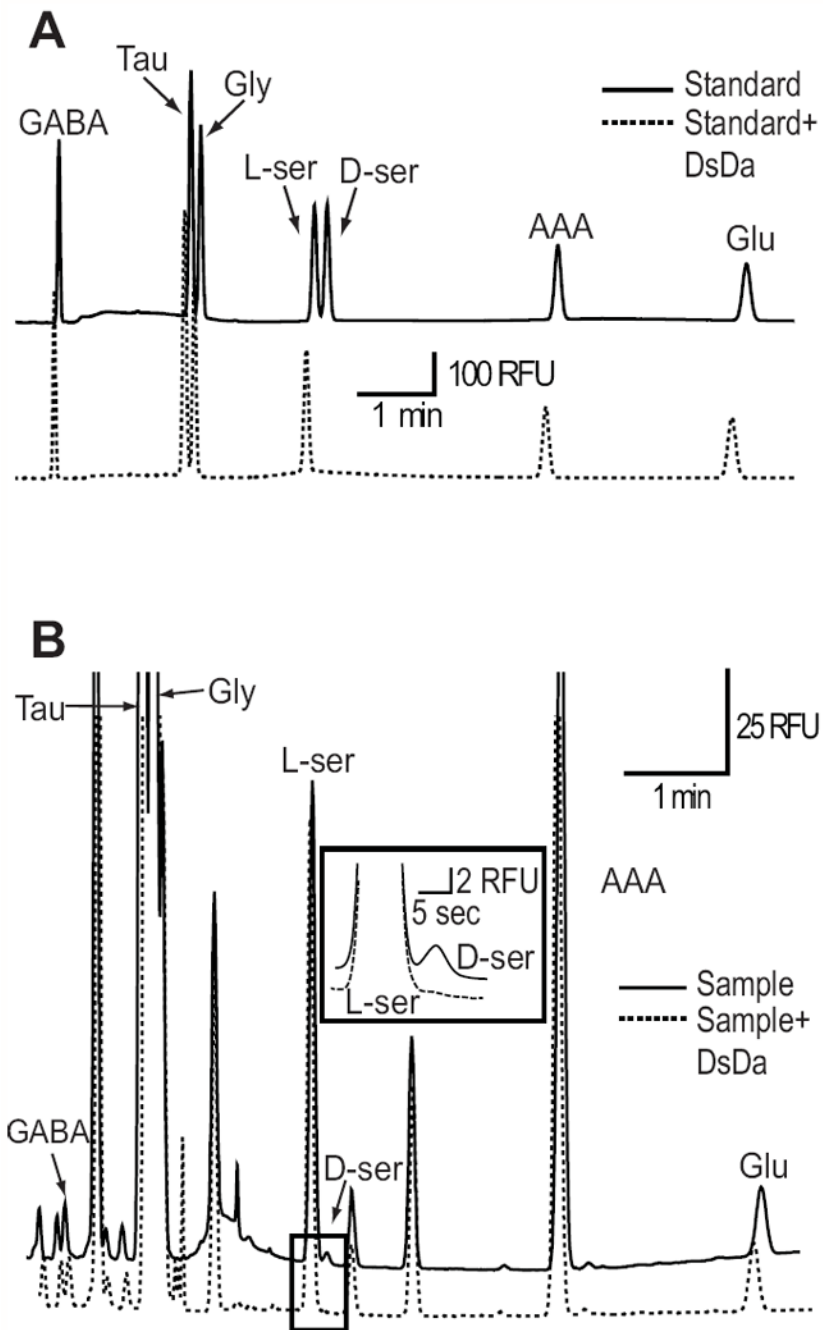 A
Tau
Gly
GABA
L-ser
D-ser
Standard
Standard+
DsDa
AAA
Glu
100 RFU
1 min
B
Tau
Gly
25 RFU
1 min
L-ser
2 RFU
5 sec
D-ser
L-ser
AAA
Sample
Sample+
DsDa
GABA
D-ser
Glu